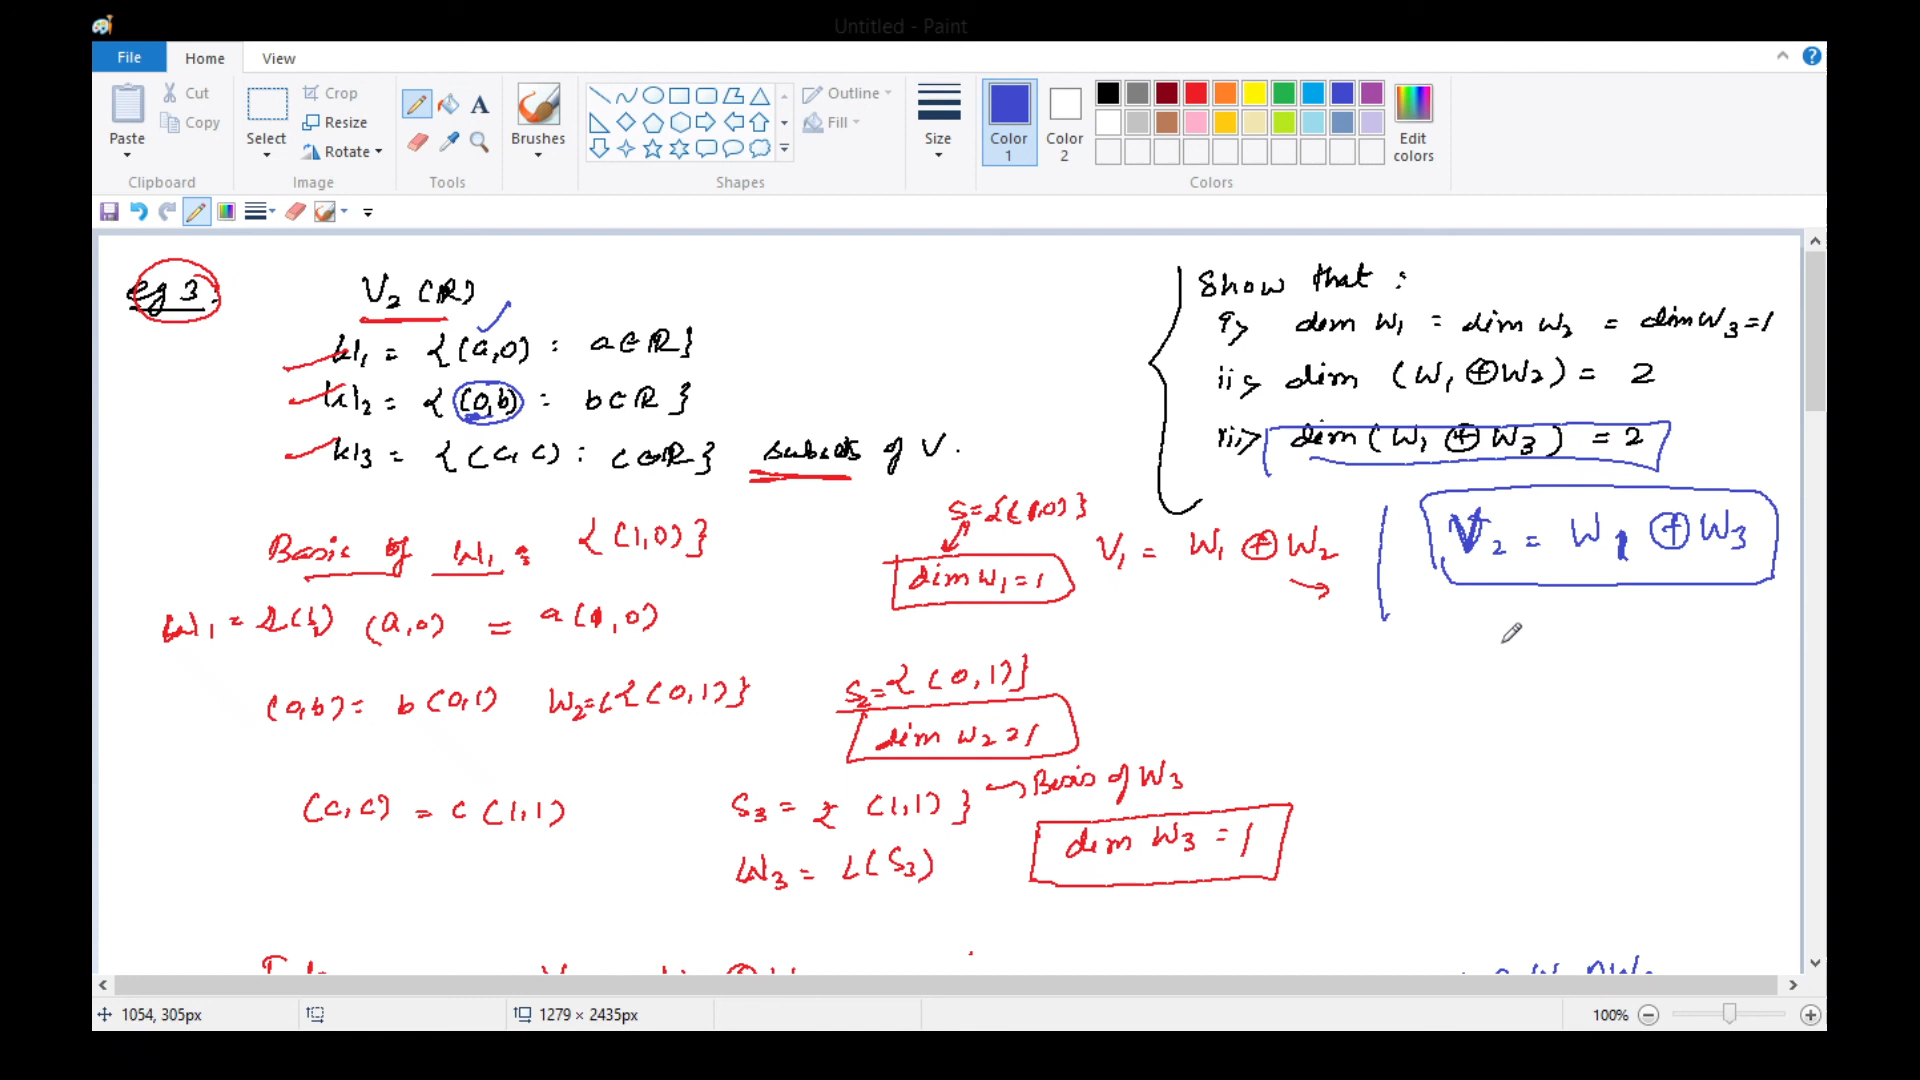 Untitled - Paint
File Home View
Paste Cut Copy Select Crop Resize Rotate Brushes Outline Fill Size Color 1 Color 2 Edit colors
Clipboard Image Tools Shapes Colors
eg 3. V₂ (R)
W₁ = {(a,0) : a∈R}
W₂ = {(0,b) : b∈R}
W₃ = {(c,c) : c∈R} subsets of V.
Show that :
i> dim W₁ = dim W₂ = dim W₃ = 1
ii> dim (W₁ ⊕ W₂) = 2
iii> dim (W₁ ⊕ W₃) = 2
Basis of W₁ : {(1,0)}
S = {(1,0)}
dim W₁ = 1
V₁ = W₁ ⊕ W₂
V₂ = W₁ ⊕ W₃
(a,0) = a(1,0)
(0,b) = b(0,1) W₂=({(0,1)}
S₂ = {(0,1)}
dim W₂ = 1
(c,c) = c(1,1)
S₃ = {(1,1)} → Basis of W₃
W₃ = L(S₃)
dim W₃ = 1
1054, 305px 1279 × 2435px 100%